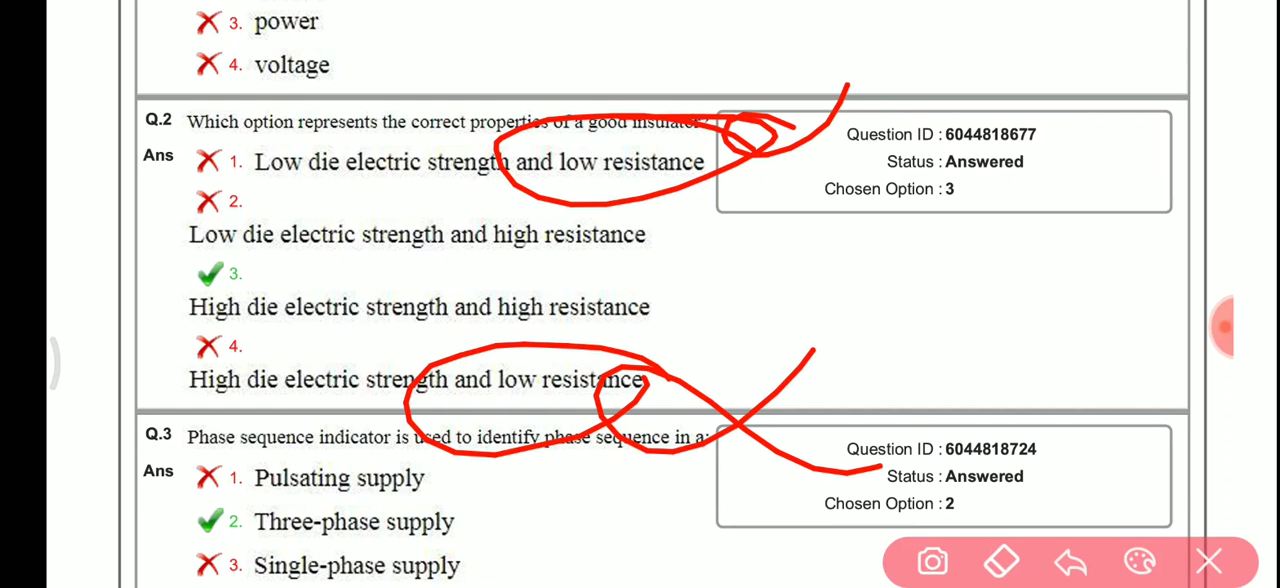 3. power
4. voltage
Q.2 Which option represents the correct properties of a good insulator?
Question ID : 6044818677
Status : Answered
Chosen Option : 3
Ans 1. Low die electric strength and low resistance
2.
Low die electric strength and high resistance
3.
High die electric strength and high resistance
4.
High die electric strength and low resistance
Q.3 Phase sequence indicator is used to identify phase sequence in a:
Question ID : 6044818724
Status : Answered
Chosen Option : 2
Ans 1. Pulsating supply
2. Three-phase supply
3. Single-phase supply